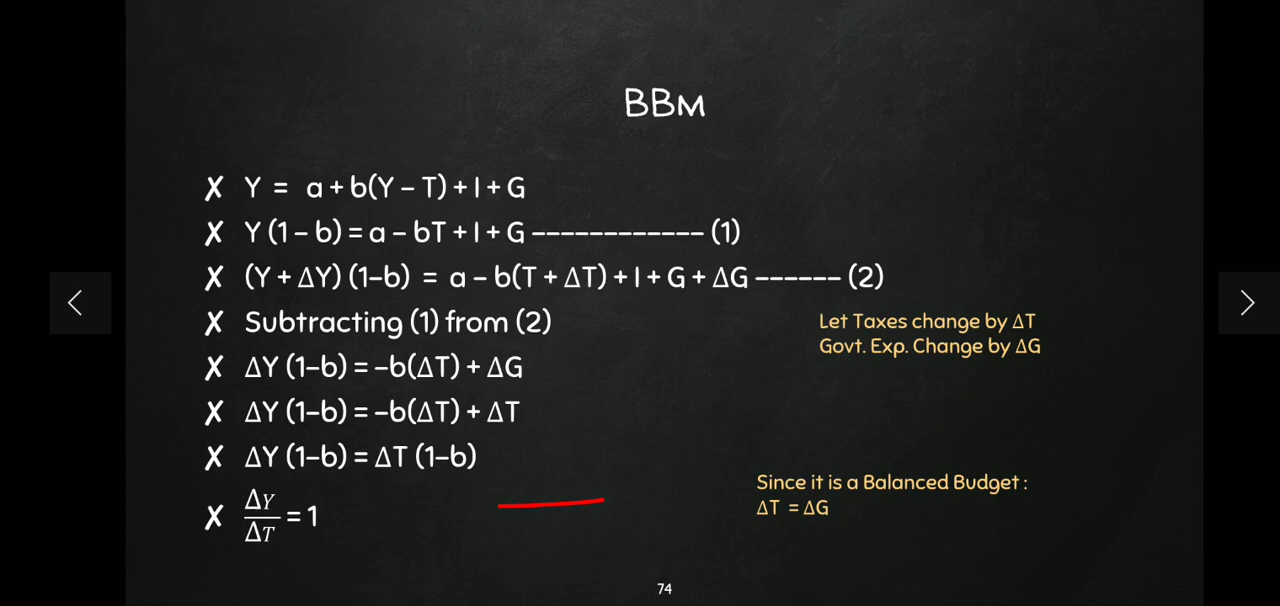 BBM
✗ Y = a + b(Y – T) + I + G
✗ Y (1 – b) = a – bT + I + G ------------ (1)
✗ (Y + ΔY) (1–b) = a – b(T + ΔT) + I + G + ΔG ------ (2)
✗ Subtracting (1) from (2)
Let Taxes change by ΔT
Govt. Exp. Change by ΔG
✗ ΔY (1–b) = –b(ΔT) + ΔG
✗ ΔY (1–b) = –b(ΔT) + ΔT
✗ ΔY (1–b) = ΔT (1–b)
Since it is a Balanced Budget :
ΔT = ΔG
✗ ΔY/ΔT = 1
74